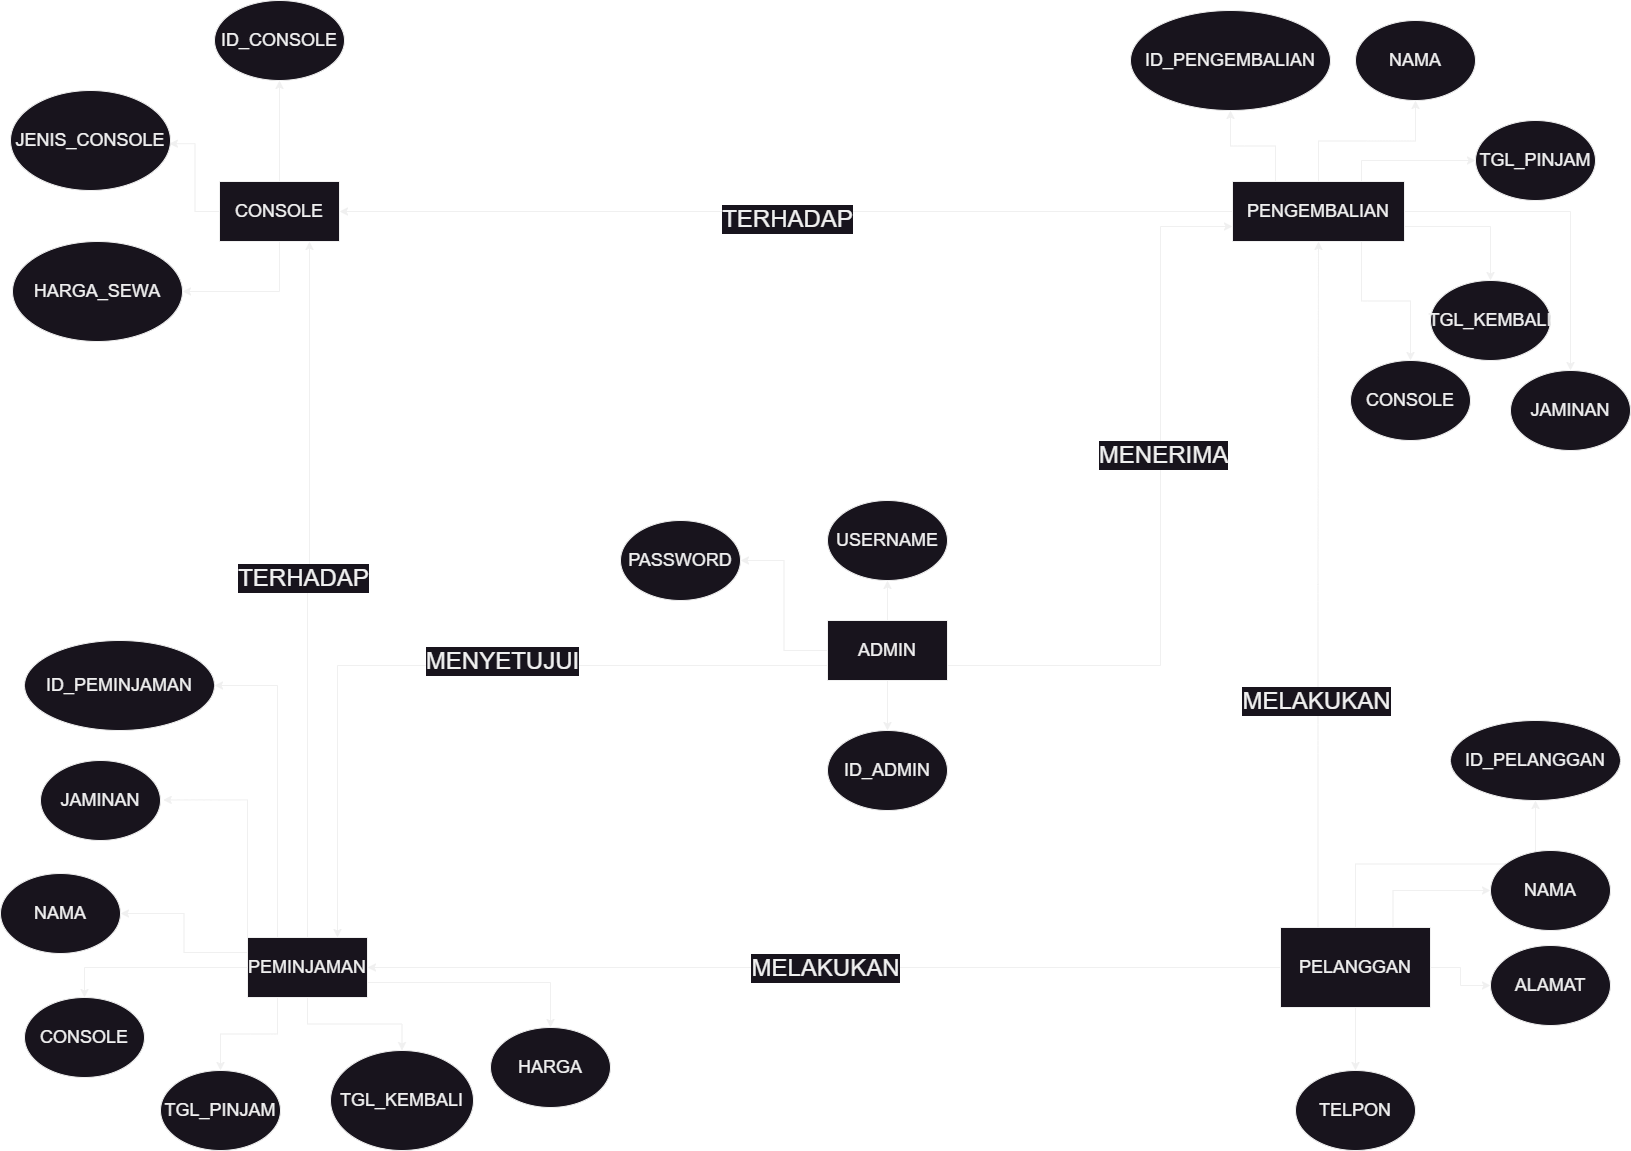 ID_CONSOLE
ID_PENGEMBALIAN
NAMA
JENIS_CONSOLE
TGL_PINJAM
CONSOLE
TERHADAP
PENGEMBALIAN
HARGA_SEWA
TGL_KEMBALI
CONSOLE
JAMINAN
MENERIMA
USERNAME
PASSWORD
TERHADAP
ADMIN
MENYETUJUI
ID_PEMINJAMAN
MELAKUKAN
ID_PELANGGAN
ID_ADMIN
JAMINAN
NAMA
NAMA
PEMINJAMAN
MELAKUKAN
PELANGGAN
ALAMAT
CONSOLE
HARGA
TGL_PINJAM
TGL_KEMBALI
TELPON